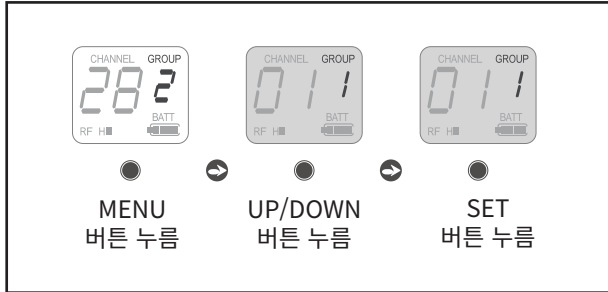 CHANNEL GROUP
28 2
BATT
RF H
CHANNEL GROUP
01 1
BATT
RF H
CHANNEL GROUP
01 1
BATT
RF H
MENU
버튼 누름
UP/DOWN
버튼 누름
SET
버튼 누름